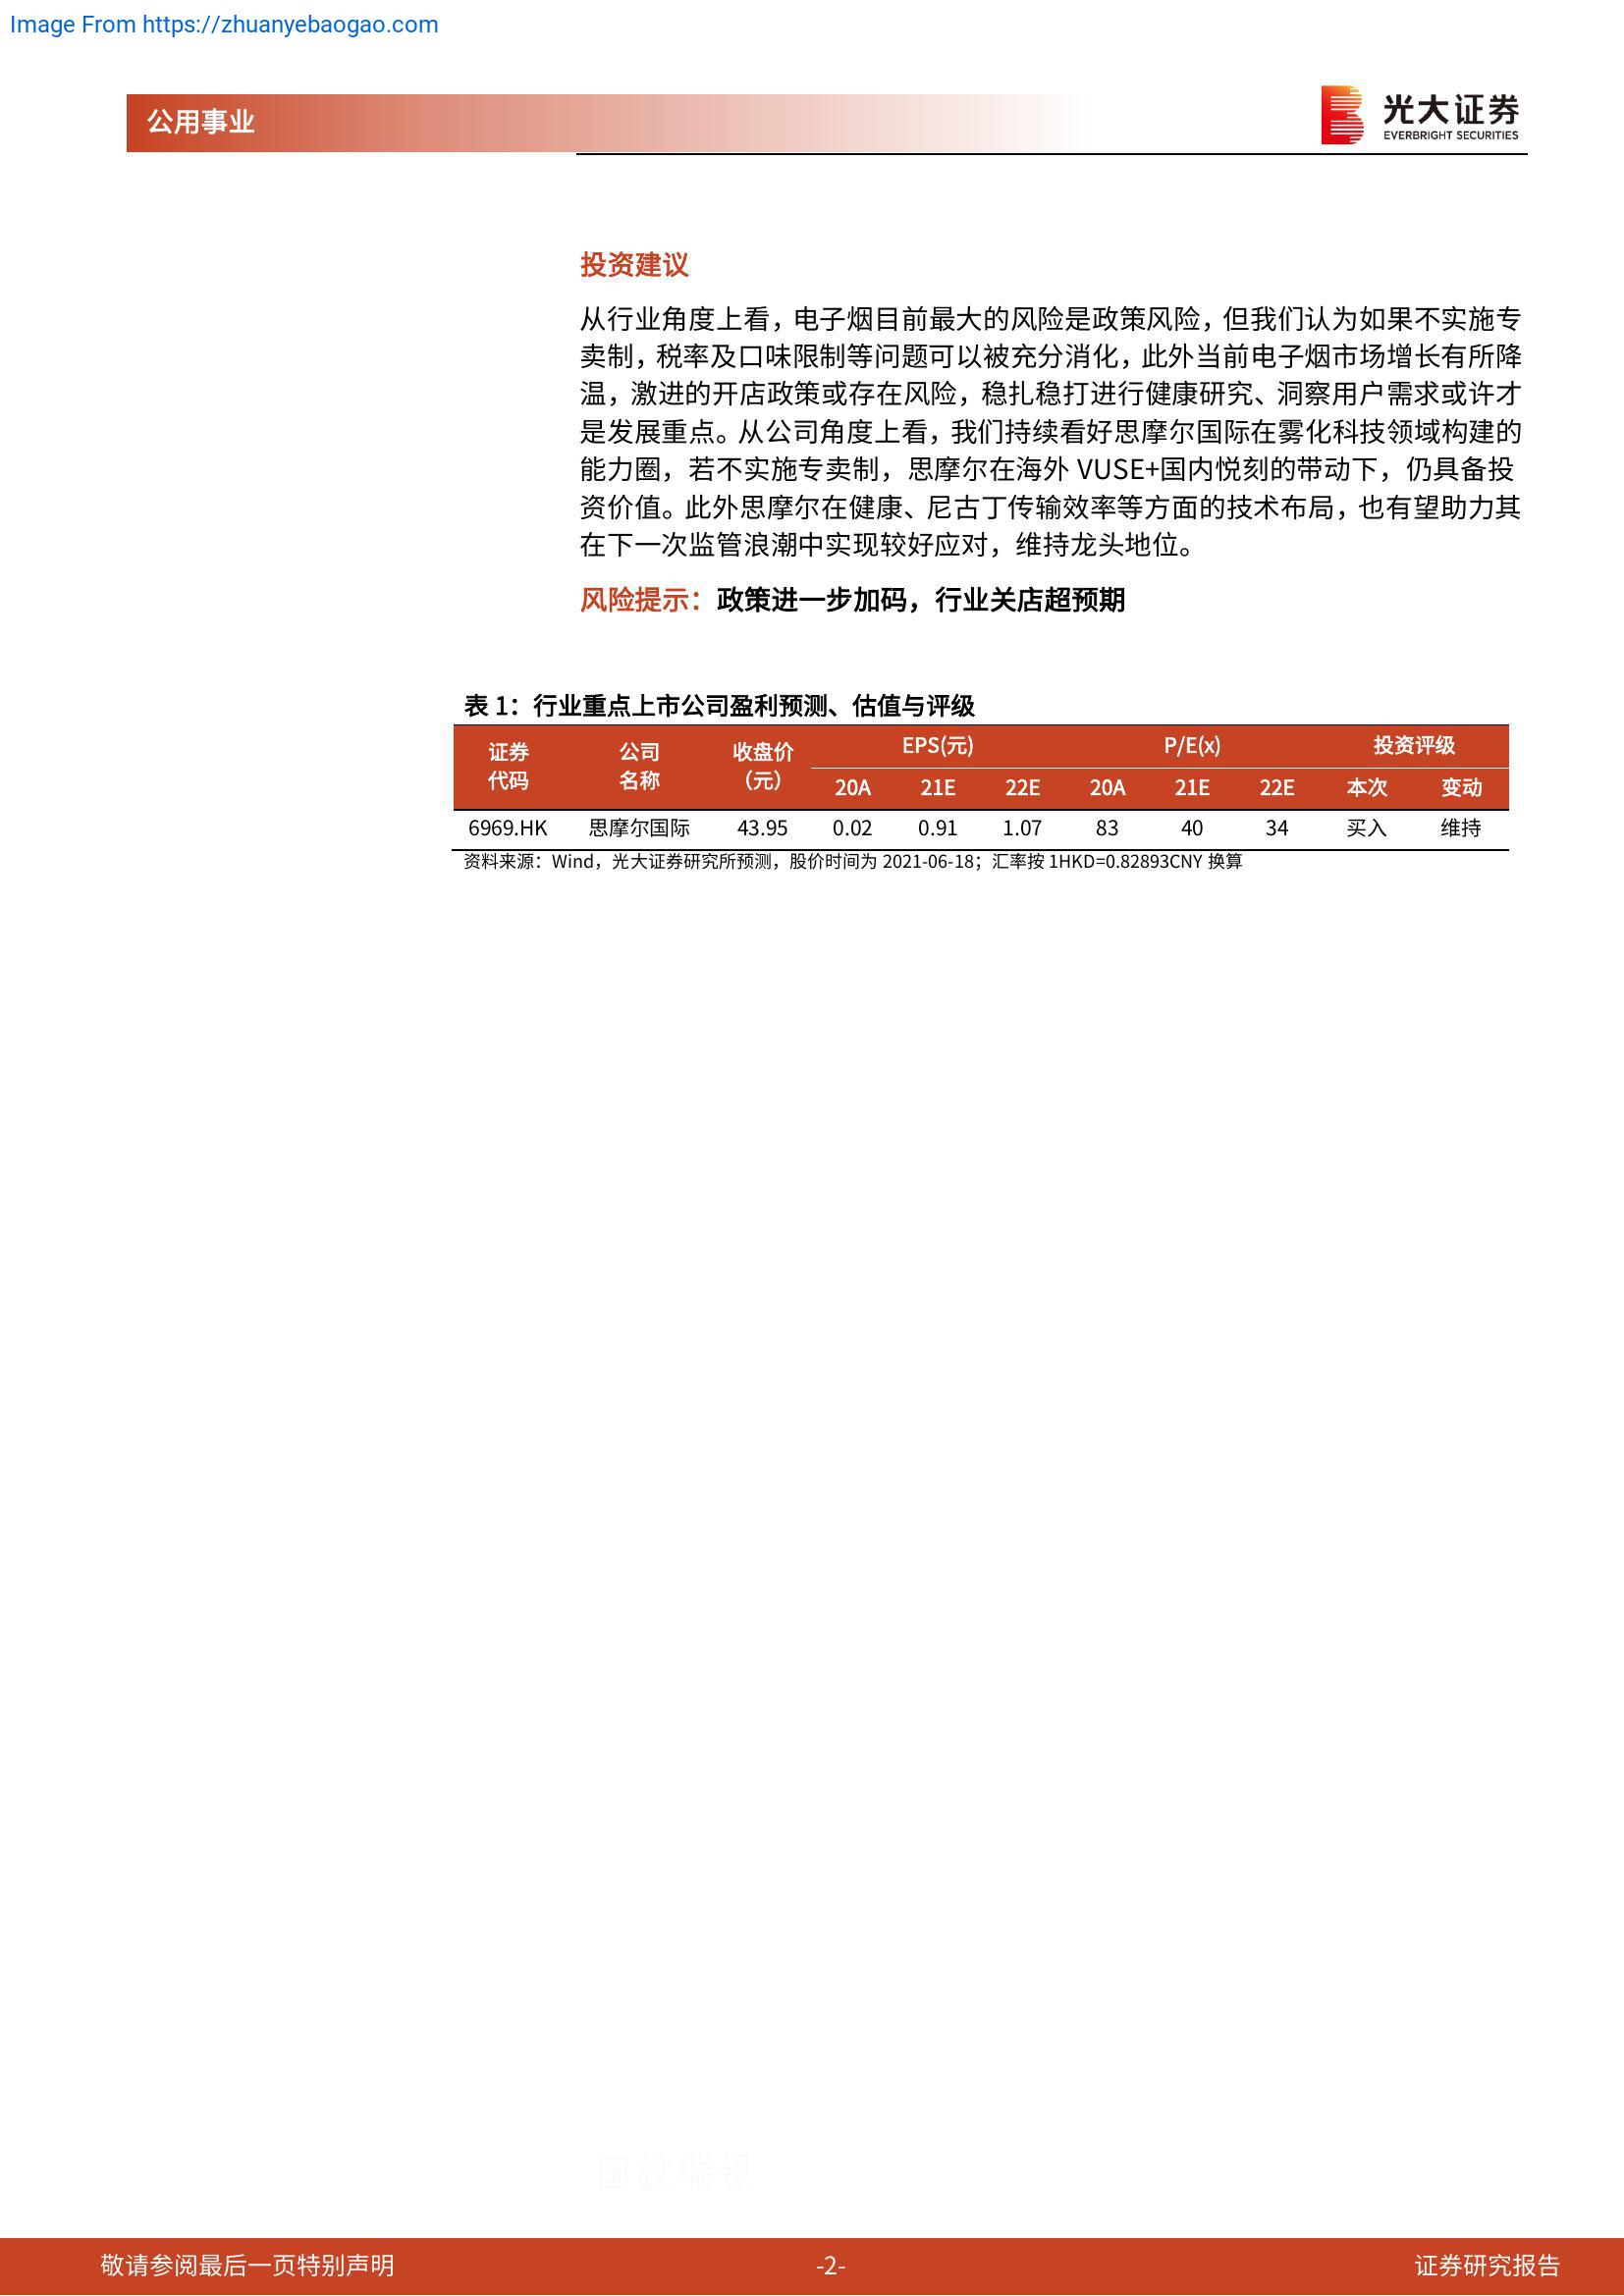 Image From https://zhuanyebaogao.com
公用事业
光大证券
EVERBRIGHT SECURITIES
投资建议
从行业角度上看，电子烟目前最大的风险是政策风险，但我们认为如果不实施专
卖制，税率及口味限制等问题可以被充分消化，此外当前电子烟市场增长有所降
温，激进的开店政策或存在风险，稳扎稳打进行健康研究、洞察用户需求或许才
是发展重点。从公司角度上看，我们持续看好思摩尔国际在雾化科技领域构建的
能力圈，若不实施专卖制，思摩尔在海外 VUSE+国内悦刻的带动下，仍具备投
资价值。此外思摩尔在健康、尼古丁传输效率等方面的技术布局，也有望助力其
在下一次监管浪潮中实现较好应对，维持龙头地位。
风险提示：政策进一步加码，行业关店超预期
表 1：行业重点上市公司盈利预测、估值与评级
证券代码 公司名称 收盘价（元） EPS(元) P/E(x) 投资评级
20A 21E 22E 20A 21E 22E 本次 变动
6969.HK 思摩尔国际 43.95 0.02 0.91 1.07 83 40 34 买入 维持
资料来源：Wind，光大证券研究所预测，股价时间为 2021-06-18；汇率按 1HKD=0.82893CNY 换算
国投瑞银
敬请参阅最后一页特别声明 -2- 证券研究报告